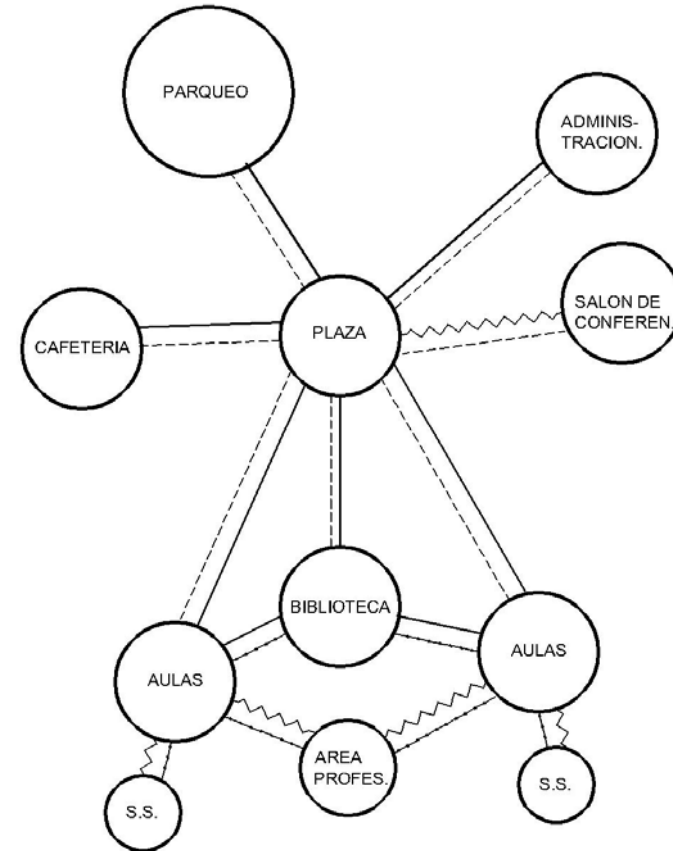 PARQUEO
ADMINIS-
TRACION.
SALON DE
CONFEREN.
PLAZA
CAFETERIA
BIBLIOTECA
AULAS
AULAS
AREA
PROFES.
S.S.
S.S.